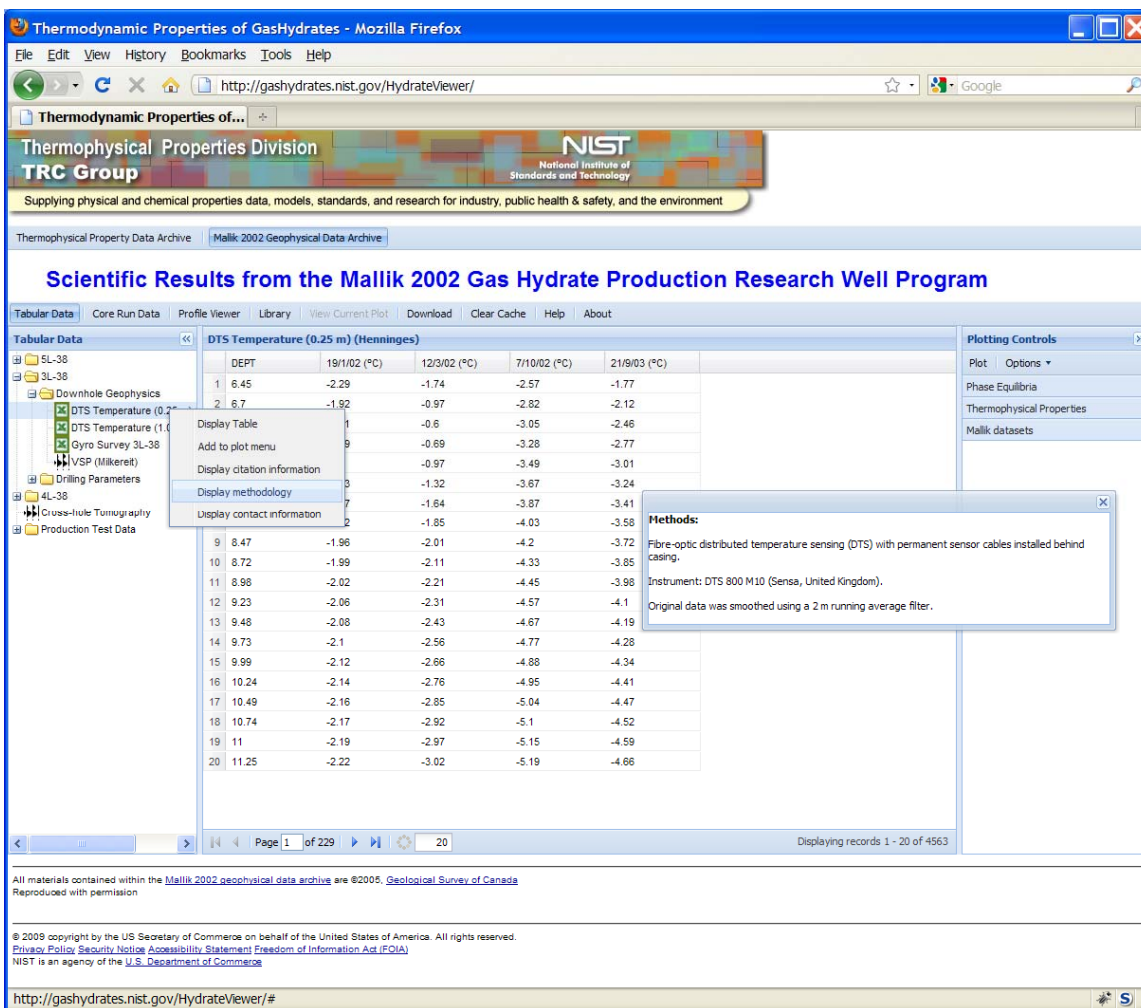 Thermodynamic Properties of GasHydrates - Mozilla Firefox
File Edit View History Bookmarks Tools Help
http://gashydrates.nist.gov/HydrateViewer/ Google
Thermodynamic Properties of...
Thermophysical Properties Division
TRC Group
NIST
National Institute of
Standards and Technology
Supplying physical and chemical properties data, models, standards, and research for industry, public health & safety, and the environment
Thermophysical Property Data Archive Mallik 2002 Geophysical Data Archive
Scientific Results from the Mallik 2002 Gas Hydrate Production Research Well Program
Tabular Data Core Run Data Profile Viewer Library View Current Plot Download Clear Cache Help About
Tabular Data
5L-38
3L-38
Downhole Geophysics
DTS Temperature (0.25
DTS Temperature (1.0
Gyro Survey 3L-38
VSP (Milkereit)
Drilling Parameters
4L-38
Cross-hole Tomography
Production Test Data
Display Table
Add to plot menu
Display citation information
Display methodology
Display contact information
DTS Temperature (0.25 m) (Henninges)
DEPT 19/1/02 (ºC) 12/3/02 (ºC) 7/10/02 (ºC) 21/9/03 (ºC)
1 6.45 -2.29 -1.74 -2.57 -1.77
2 6.7 -1.92 -0.97 -2.82 -2.12
1 -0.6 -3.05 -2.46
9 -0.69 -3.28 -2.77
-0.97 -3.49 -3.01
3 -1.32 -3.67 -3.24
7 -1.64 -3.87 -3.41
2 -1.85 -4.03 -3.58
9 8.47 -1.96 -2.01 -4.2 -3.72
10 8.72 -1.99 -2.11 -4.33 -3.85
11 8.98 -2.02 -2.21 -4.45 -3.98
12 9.23 -2.06 -2.31 -4.57 -4.1
13 9.48 -2.08 -2.43 -4.67 -4.19
14 9.73 -2.1 -2.56 -4.77 -4.28
15 9.99 -2.12 -2.66 -4.88 -4.34
16 10.24 -2.14 -2.76 -4.95 -4.41
17 10.49 -2.16 -2.85 -5.04 -4.47
18 10.74 -2.17 -2.92 -5.1 -4.52
19 11 -2.19 -2.97 -5.15 -4.59
20 11.25 -2.22 -3.02 -5.19 -4.66
Page 1 of 229 20 Displaying records 1 - 20 of 4563
Plotting Controls
Plot Options
Phase Equilibria
Thermophysical Properties
Mallik datasets
Methods:
Fibre-optic distributed temperature sensing (DTS) with permanent sensor cables installed behind
casing.
Instrument: DTS 800 M10 (Sensa, United Kingdom).
Original data was smoothed using a 2 m running average filter.
All materials contained within the Mallik 2002 geophysical data archive are ©2005, Geological Survey of Canada
Reproduced with permission
© 2009 copyright by the US Secretary of Commerce on behalf of the United States of America. All rights reserved.
Privacy Policy Security Notice Accessibility Statement Freedom of Information Act (FOIA)
NIST is an agency of the U.S. Department of Commerce
http://gashydrates.nist.gov/HydrateViewer/#